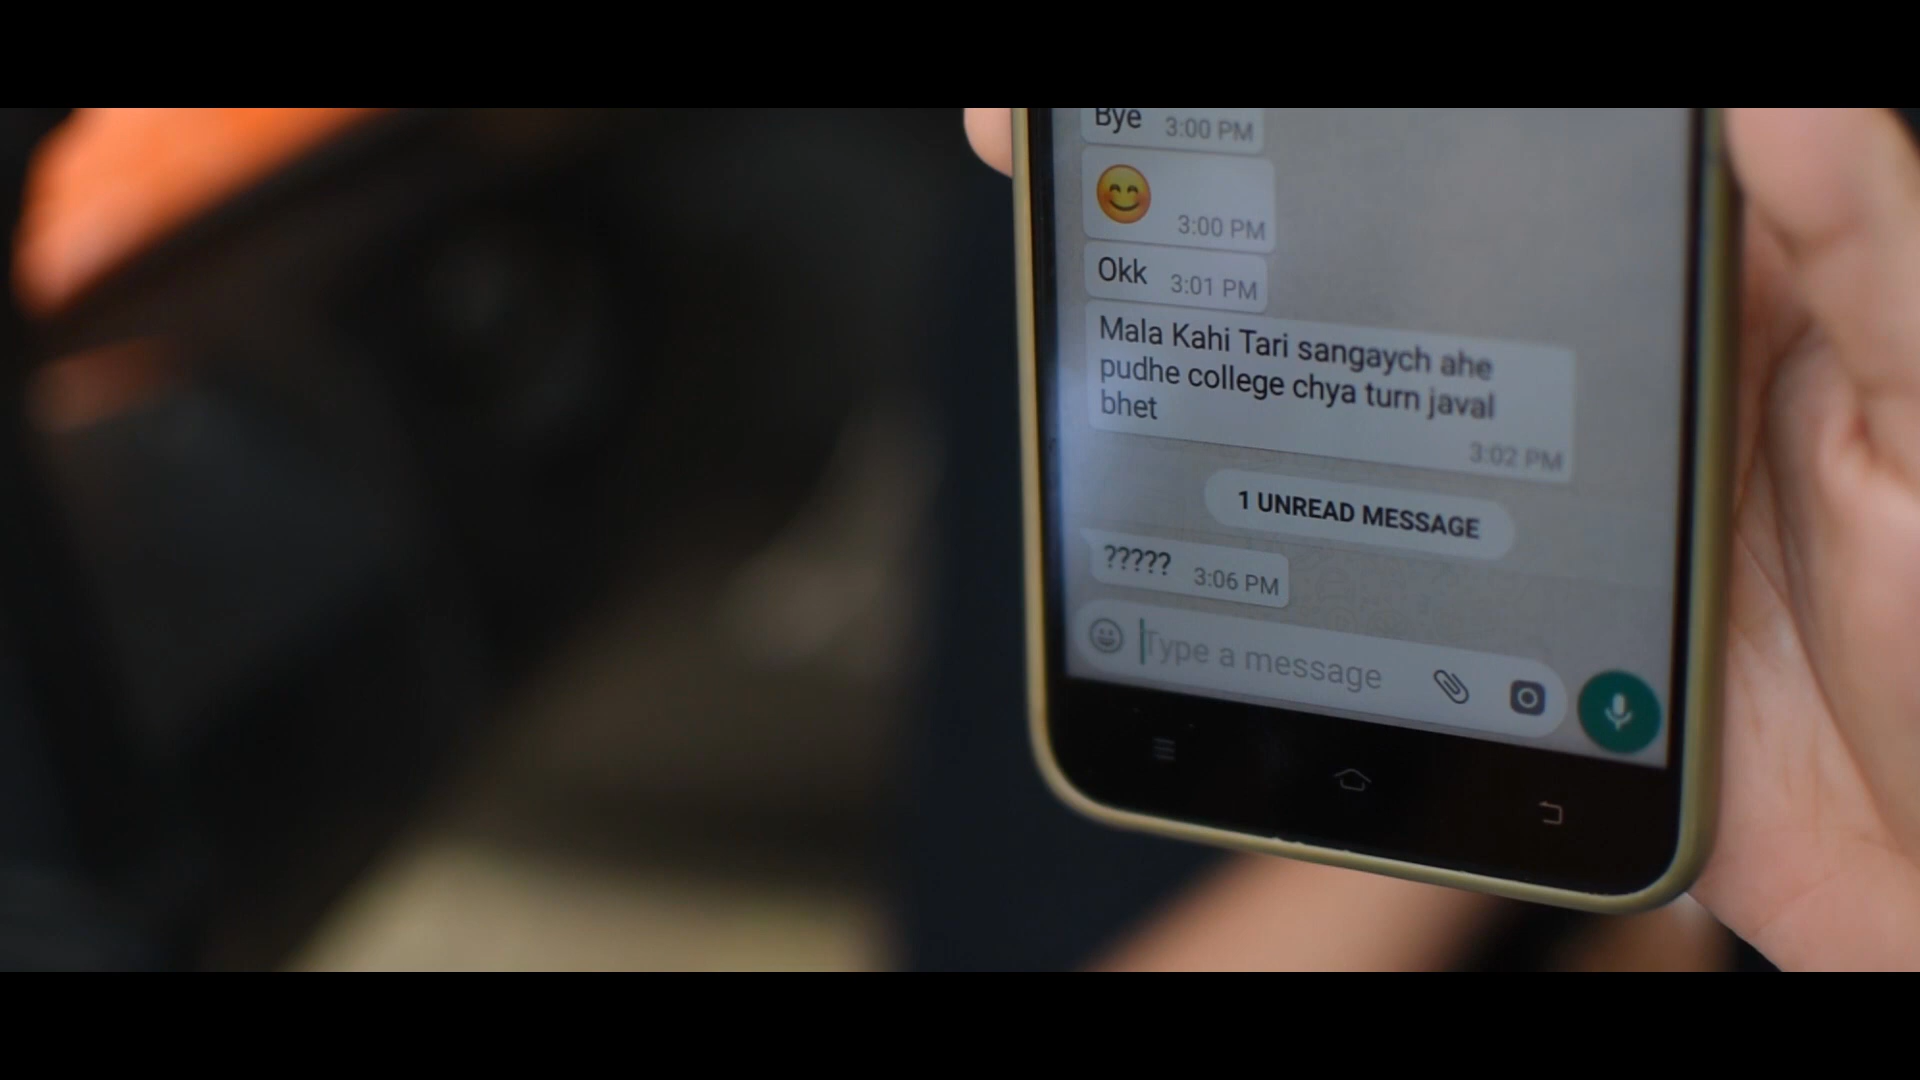 Bye 3:00 PM
😊 3:00 PM
Okk 3:01 PM
Mala Kahi Tari sangaych ahe
pudhe college chya turn javal
bhet
3:02 PM
1 UNREAD MESSAGE
????? 3:06 PM
Type a message